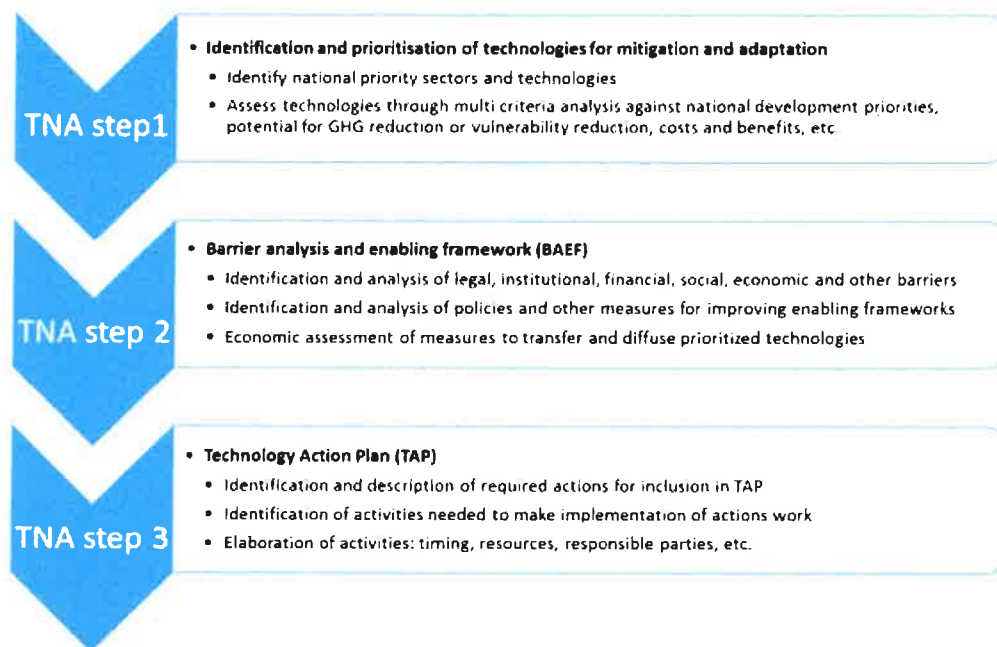 TNA step1
• Identification and prioritisation of technologies for mitigation and adaptation
• Identify national priority sectors and technologies
• Assess technologies through multi criteria analysis against national development priorities,
potential for GHG reduction or vulnerability reduction, costs and benefits, etc
TNA step 2
• Barrier analysis and enabling framework (BAEF)
• Identification and analysis of legal, institutional, financial, social, economic and other barriers
• Identification and analysis of policies and other measures for improving enabling frameworks
• Economic assessment of measures to transfer and diffuse prioritized technologies
TNA step 3
• Technology Action Plan (TAP)
• Identification and description of required actions for inclusion in TAP
• Identification of activities needed to make implementation of actions work
• Elaboration of activities: timing, resources, responsible parties, etc.